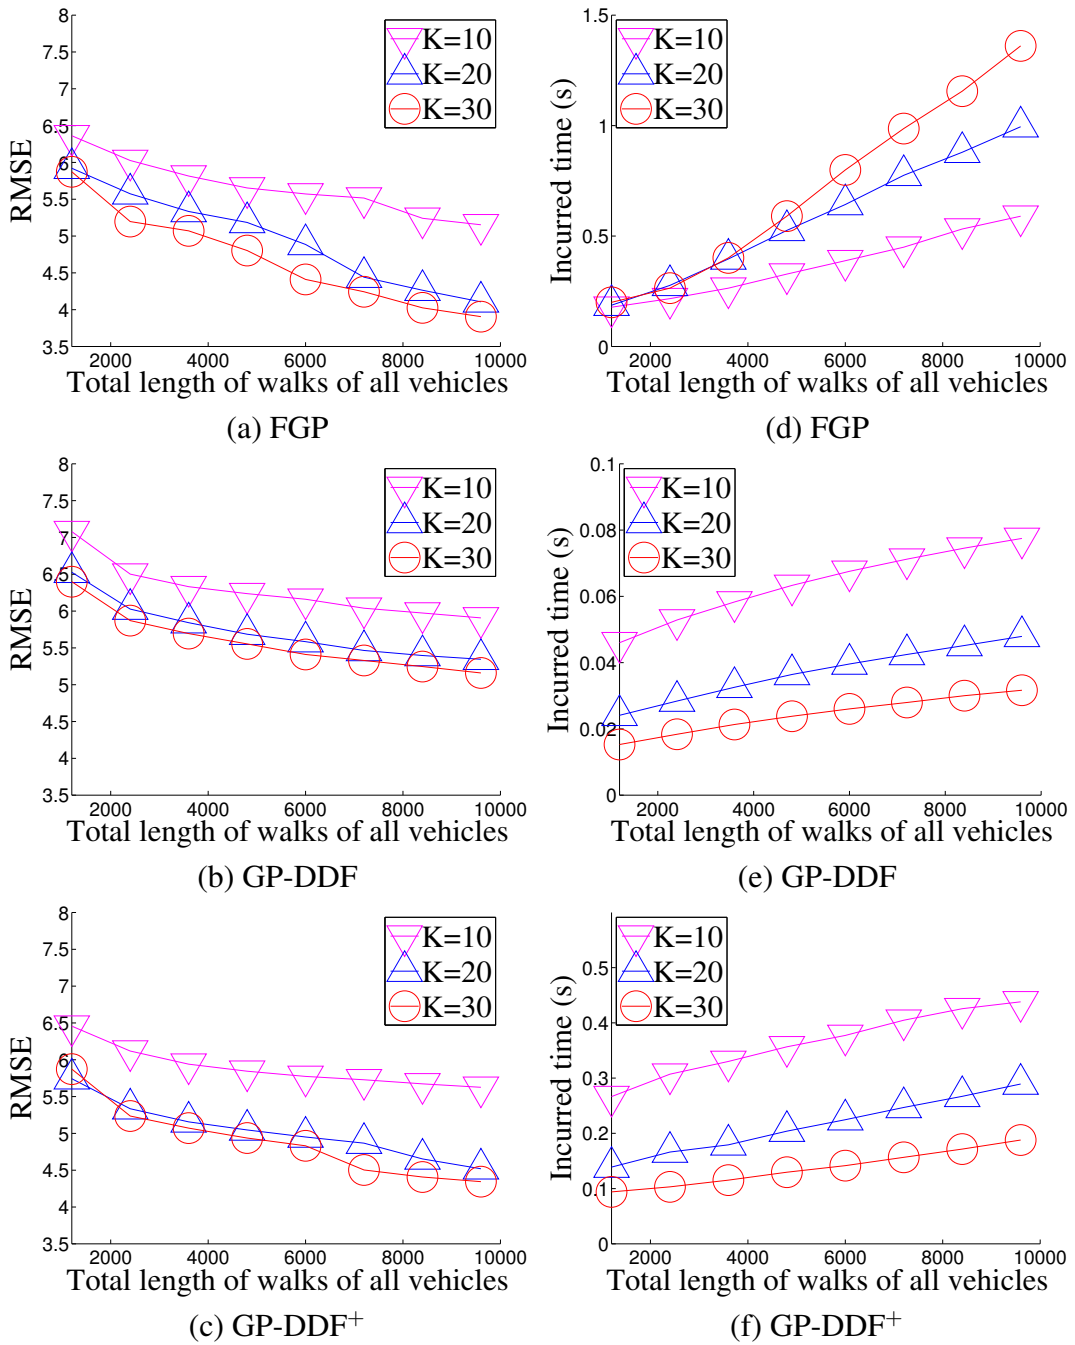 8
7.5
7
6.5
6
5.5
5
4.5
4
3.5
RMSE
K=10
K=20
K=30
2000 4000 6000 8000 10000
Total length of walks of all vehicles
(a) FGP
1.5
1
0.5
0
Incurred time (s)
K=10
K=20
K=30
2000 4000 6000 8000 10000
Total length of walks of all vehicles
(d) FGP
8
7.5
7
6.5
6
5.5
5
4.5
4
3.5
RMSE
K=10
K=20
K=30
2000 4000 6000 8000 10000
Total length of walks of all vehicles
(b) GP-DDF
0.1
0.08
0.06
0.04
0.02
0
Incurred time (s)
K=10
K=20
K=30
2000 4000 6000 8000 10000
Total length of walks of all vehicles
(e) GP-DDF
8
7.5
7
6.5
6
5.5
5
4.5
4
3.5
RMSE
K=10
K=20
K=30
2000 4000 6000 8000 10000
Total length of walks of all vehicles
(c) GP-DDF+
0.5
0.4
0.3
0.2
0.1
0
Incurred time (s)
K=10
K=20
K=30
2000 4000 6000 8000 10000
Total length of walks of all vehicles
(f) GP-DDF+